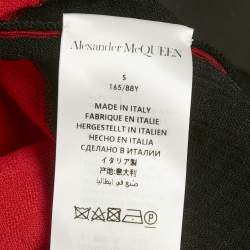 Alexander McQUEEN
S
165/88Y
MADE IN ITALY
FABRIQUE EN ITALIE
HERGESTELLT IN ITALIEN
HECHO EN ITALIA
СДЕЛАНО В ИТАЛИИ
イタリア製
产地:意大利
صنع في إيطاليا
P